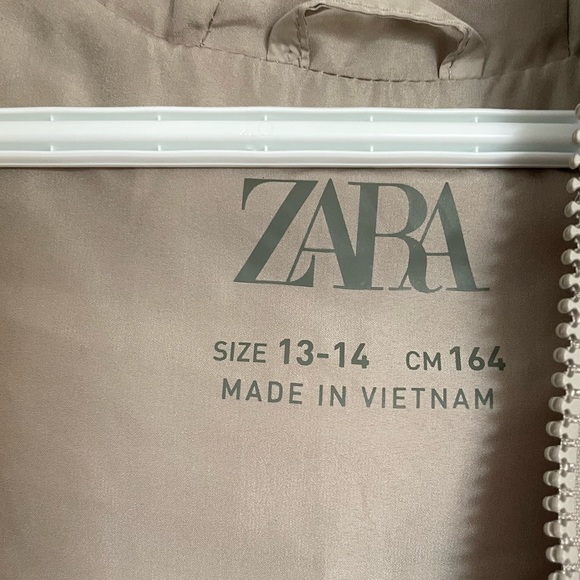 ZARA
SIZE 13-14 CM 164
MADE IN VIETNAM